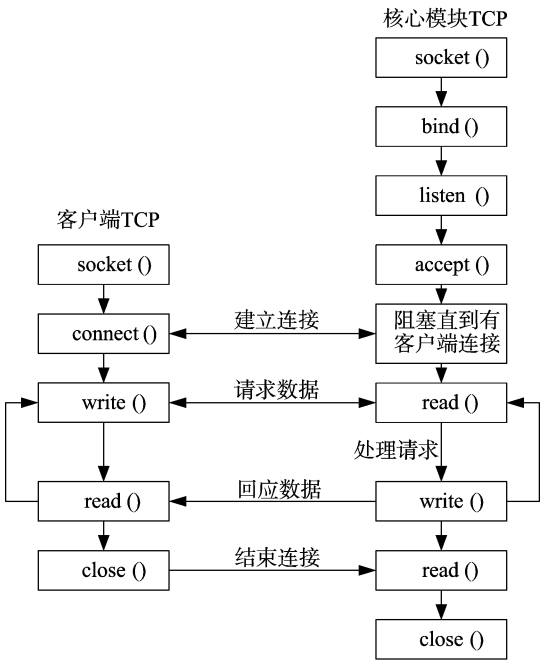 核心模块TCP
socket ()
bind ()
listen ()
客户端TCP
socket ()
accept ()
connect ()
建立连接
阻塞直到有
客户端连接
write ()
请求数据
read ()
处理请求
read ()
回应数据
write ()
close ()
结束连接
read ()
close ()